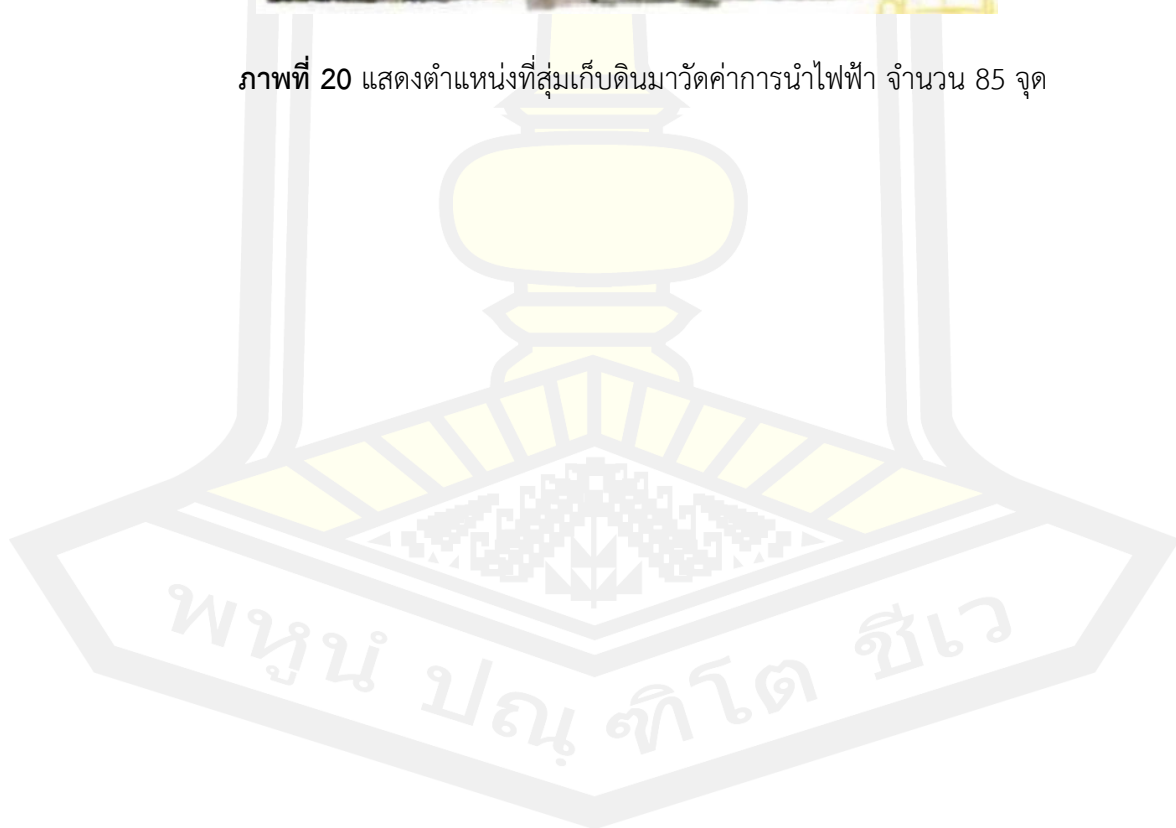 ภาพที่ 20 แสดงตำแหน่งที่สุ่มเก็บดินมาวัดค่าการนำไฟฟ้า จำนวน 85 จุด
พหูนํ ปณฺฑิโต ชีเว